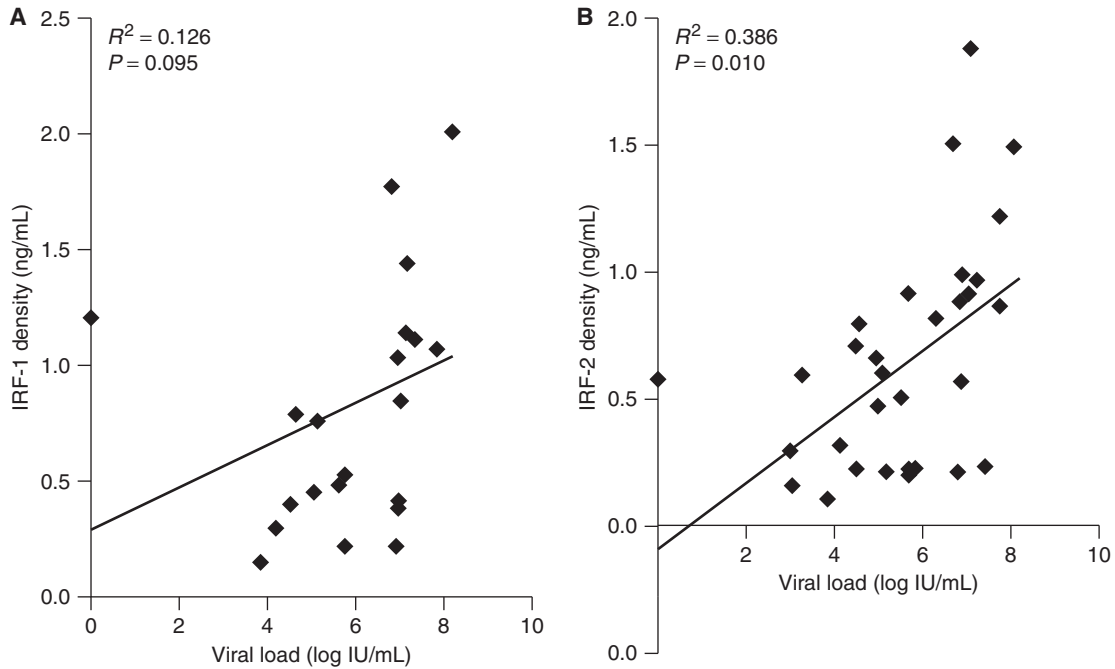 A
R² = 0.126
P = 0.095
2.5
2.0
1.5
1.0
0.5
0.0
IRF-1 density (ng/mL)
0 2 4 6 8 10
Viral load (log IU/mL)
B
R² = 0.386
P = 0.010
2.0
1.5
1.0
0.5
0.0
0.0
IRF-2 density (ng/mL)
2 4 6 8 10
Viral load (log IU/mL)